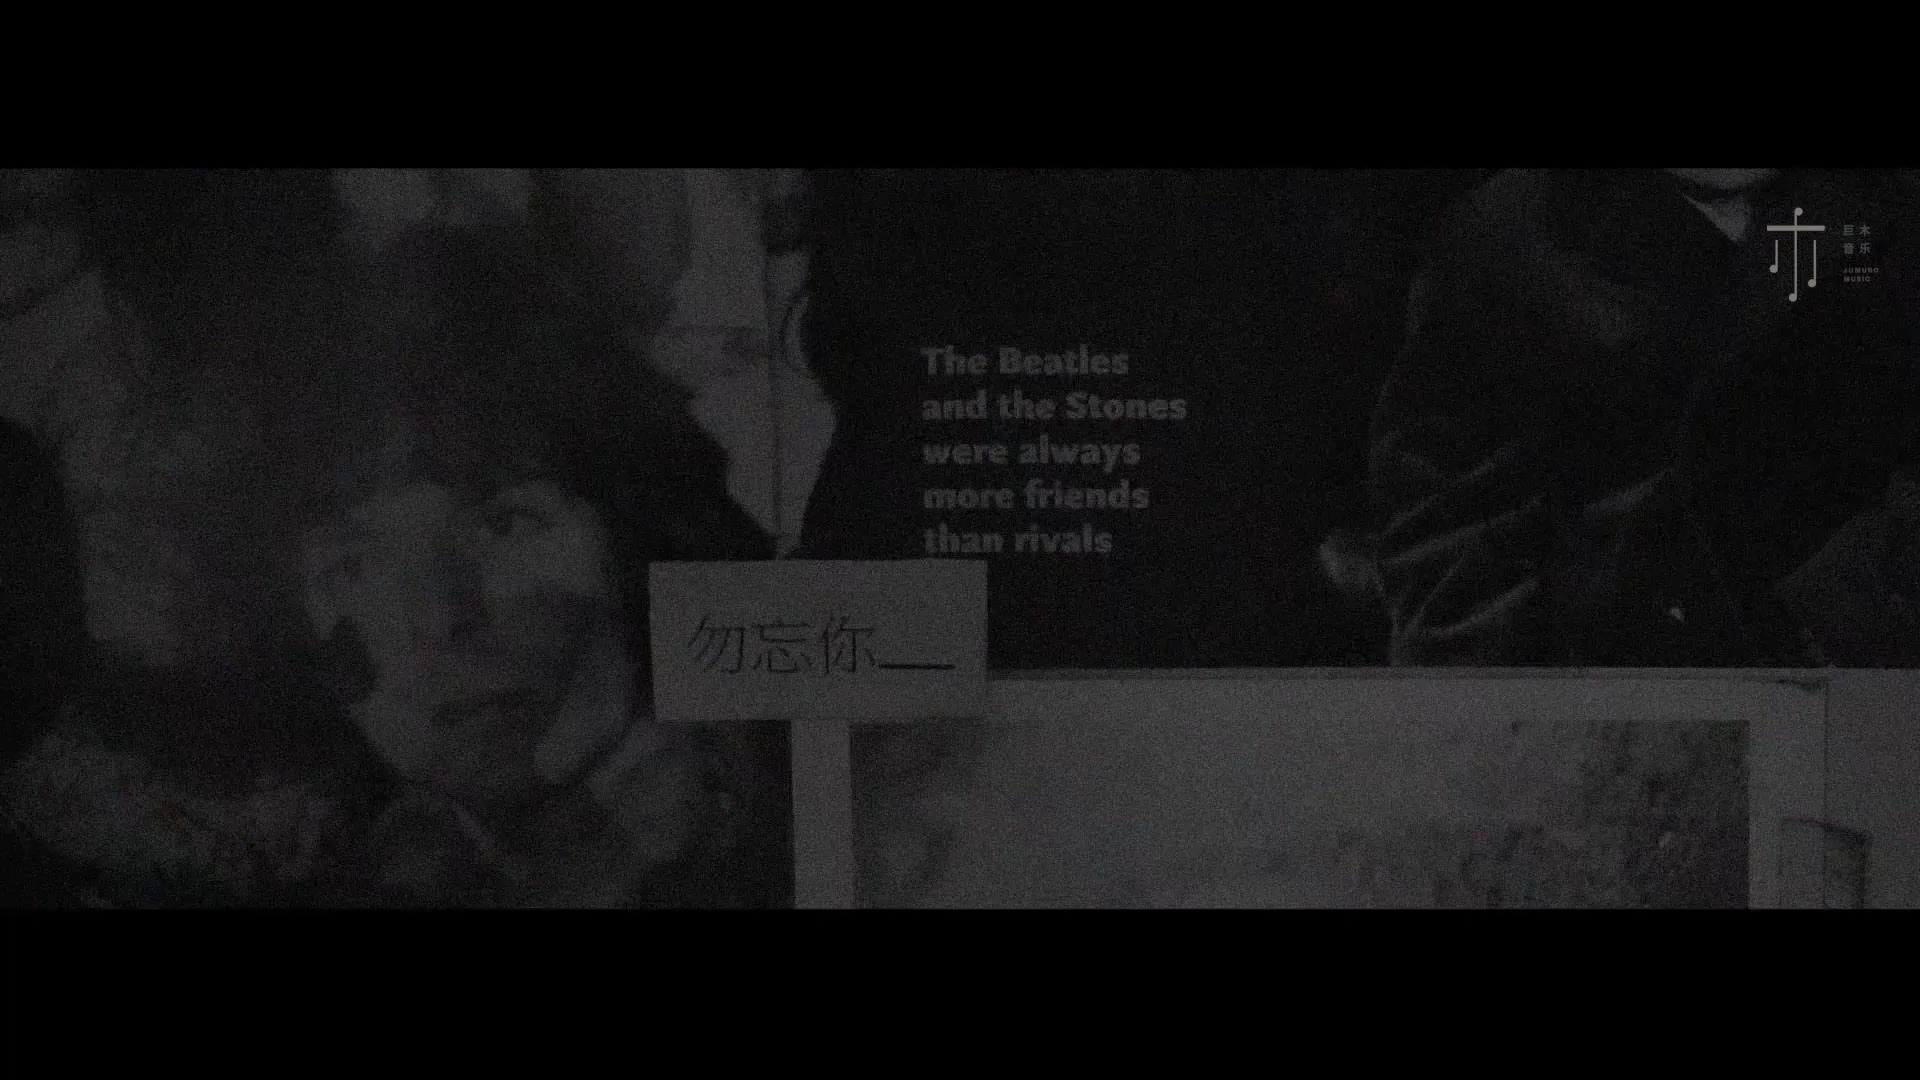 The Beatles
and the Stones
were always
more friends
than rivals
勿忘你__
巨木
音乐
JUMUBO
MUSIC